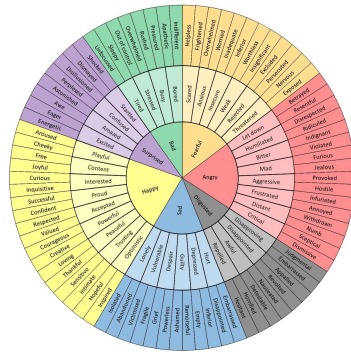 Fearful
Angry
Disgusted
Sad
Happy
Surprised
Bad
Scared
Anxious
Insecure
Weak
Rejected
Threatened
Let down
Humiliated
Bitter
Mad
Aggressive
Frustrated
Distant
Critical
Disapproving
Disappointed
Awful
Repelled
Hurt
Depressed
Guilty
Despair
Vulnerable
Lonely
Optimistic
Trusting
Peaceful
Powerful
Accepted
Proud
Interested
Content
Playful
Excited
Amazed
Confused
Startled
Stressed
Busy
Bored
Helpless
Frightened
Overwhelmed
Worried
Inadequate
Inferior
Worthless
Insignificant
Excluded
Persecuted
Nervous
Exposed
Betrayed
Resentful
Disrespected
Ridiculed
Indignant
Violated
Furious
Jealous
Provoked
Hostile
Infuriated
Annoyed
Withdrawn
Numb
Sceptical
Dismissive
Judgmental
Embarrassed
Appalled
Revolted
Nauseated
Detestable
Horrified
Hesitant
Embarrassed
Disappointed
Inferior
Empty
Remorseful
Ashamed
Powerless
Grief
Fragile
Victimised
Abandoned
Isolated
Inspired
Hopeful
Intimate
Sensitive
Thankful
Loving
Creative
Courageous
Valued
Respected
Confident
Successful
Inquisitive
Curious
Joyful
Free
Cheeky
Aroused
Energetic
Eager
Awe
Astonished
Perplexed
Disillusioned
Dismayed
Shocked
Unfocused
Sleepy
Out of control
Overwhelmed
Rushed
Pressured
Apathetic
Indifferent